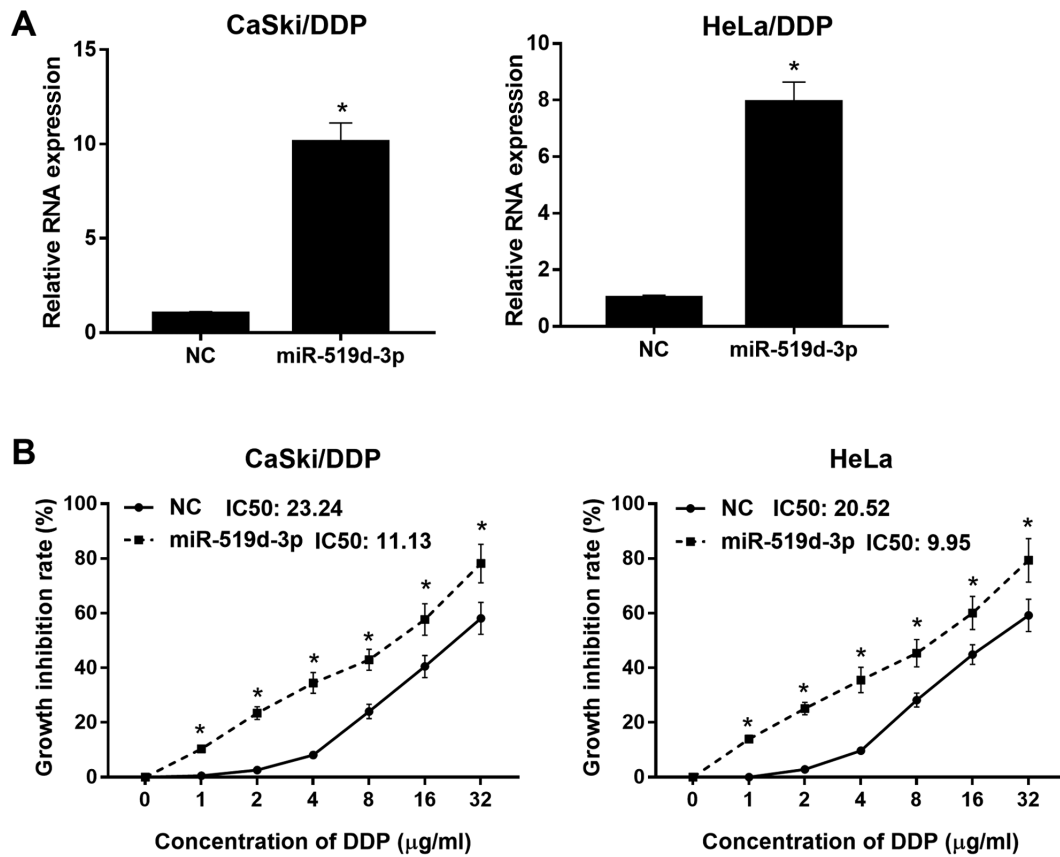 A
CaSki/DDP
Relative RNA expression
15
10
5
0
*
NC
miR-519d-3p
HeLa/DDP
Relative RNA expression
10
8
6
4
2
0
*
NC
miR-519d-3p
B
CaSki/DDP
Growth inhibition rate (%)
100
80
60
40
20
0
NC IC50: 23.24
miR-519d-3p IC50: 11.13
* * * * * *
0 1 2 4 8 16 32
Concentration of DDP (μg/ml)
HeLa
Growth inhibition rate (%)
100
80
60
40
20
0
NC IC50: 20.52
miR-519d-3p IC50: 9.95
* * * * * *
0 1 2 4 8 16 32
Concentration of DDP (μg/ml)